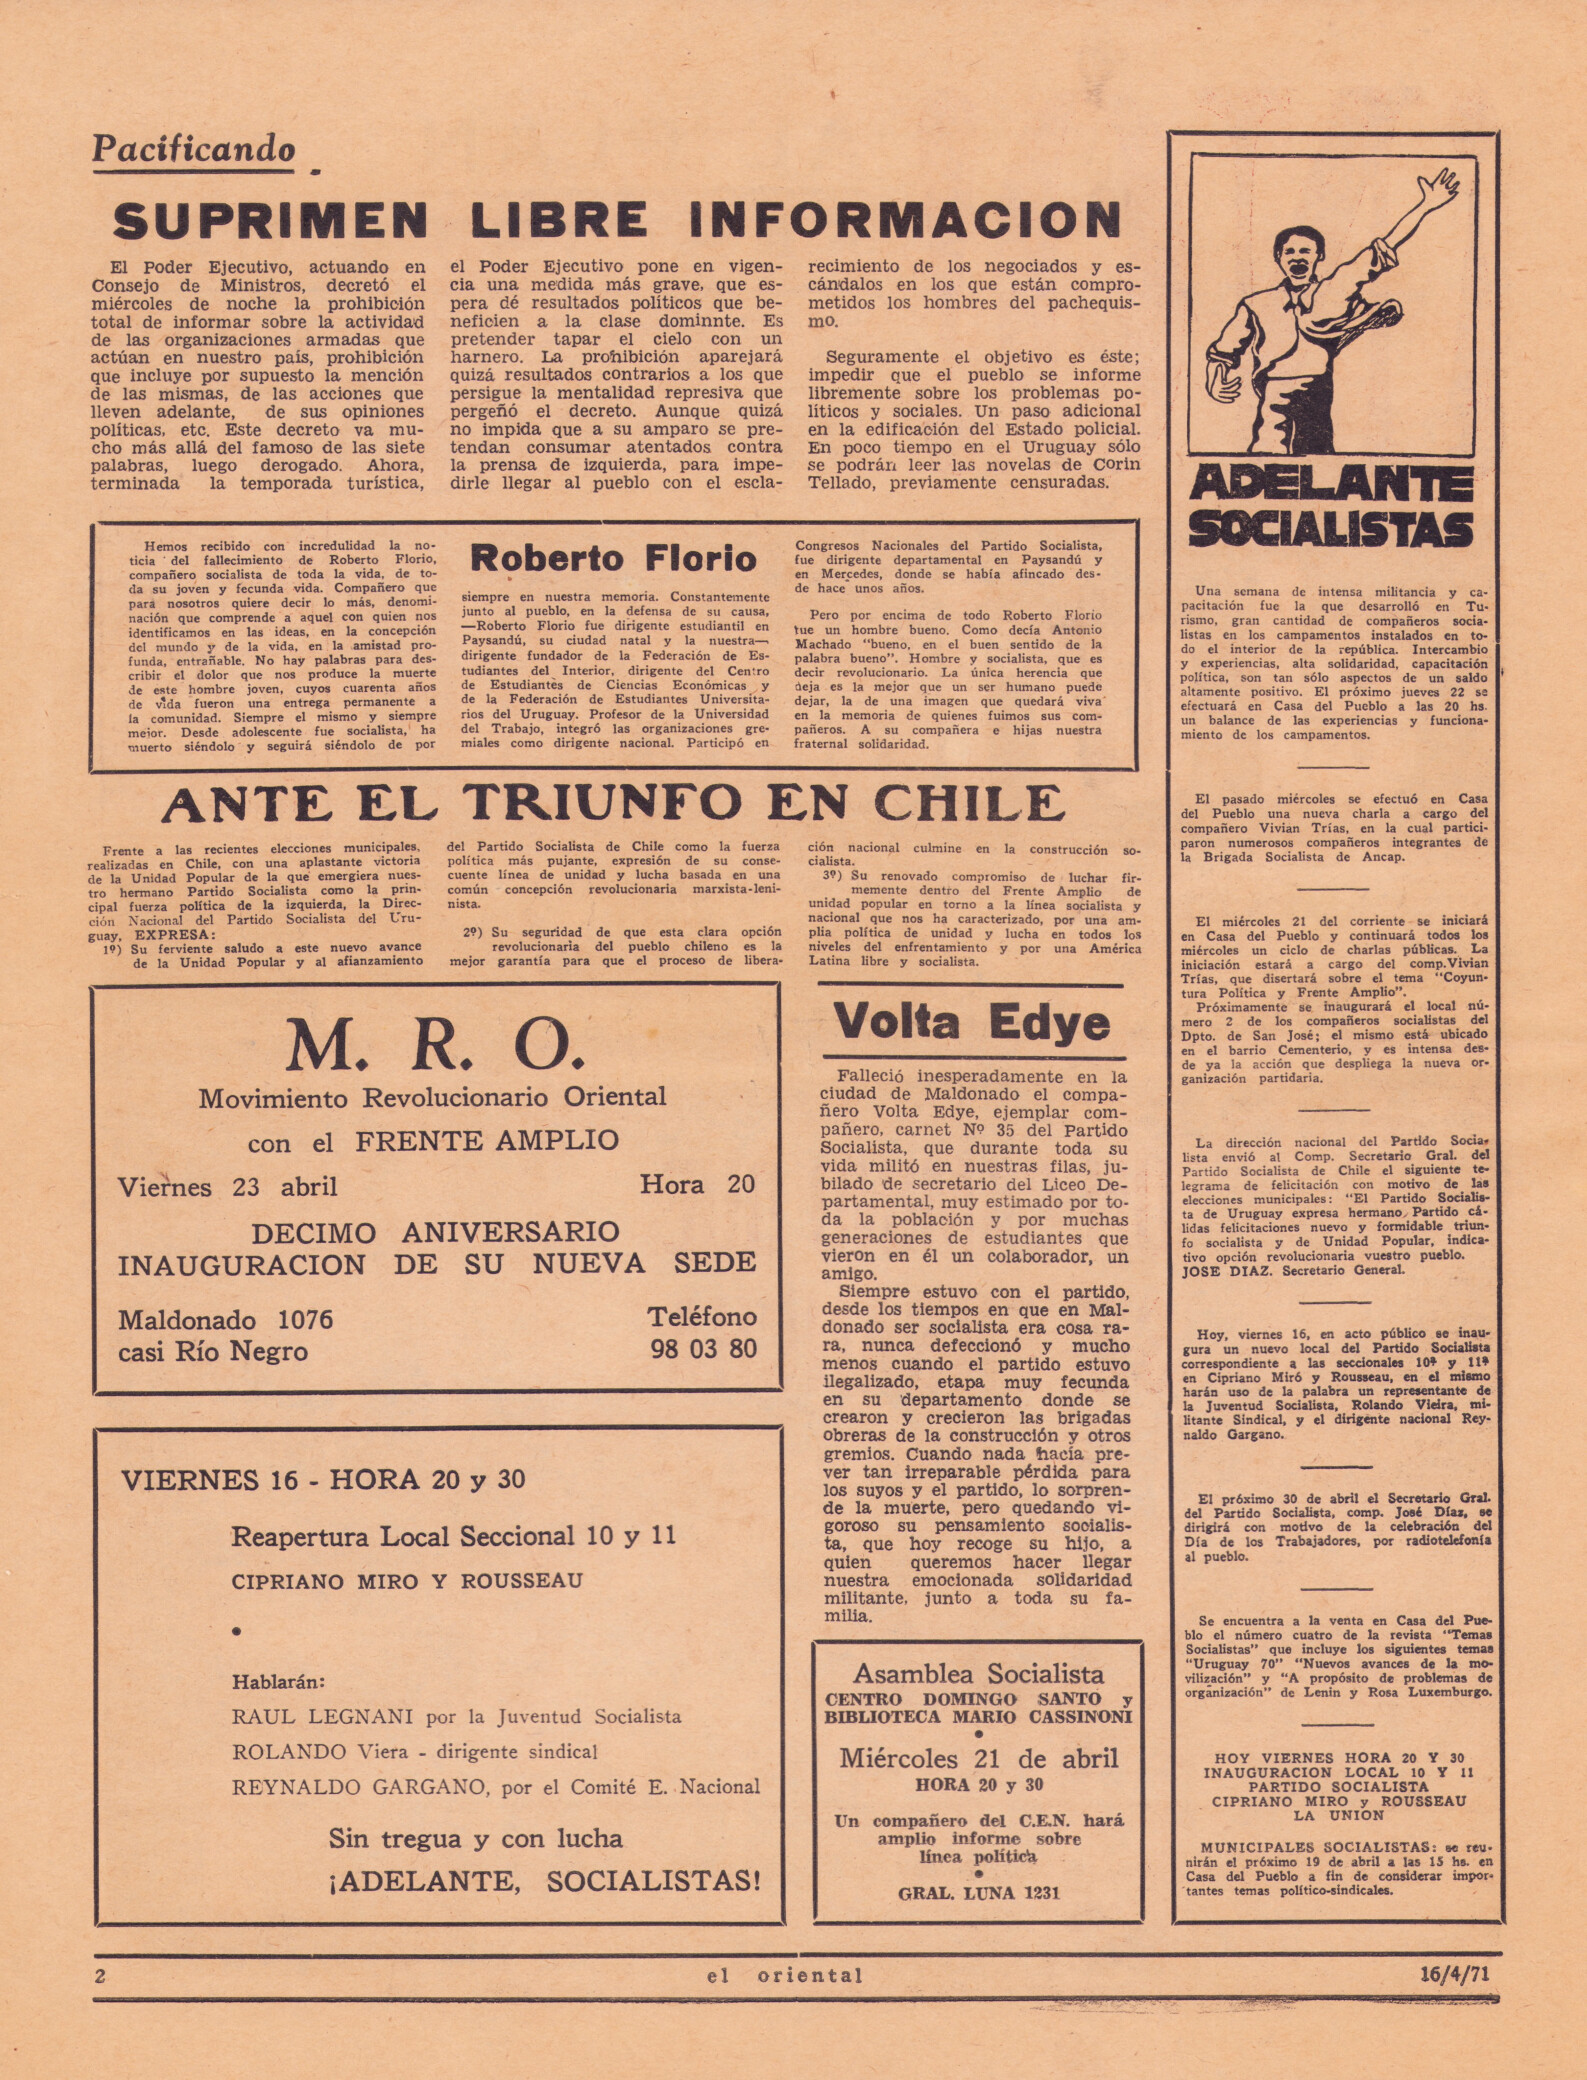 Pacificando
SUPRIMEN LIBRE INFORMACION
El Poder Ejecutivo, actuando en
Consejo de Ministros, decretó el
miércoles de noche la prohibición
total de informar sobre la actividad
de las organizaciones armadas que
actúan en nuestro país, prohibición
que incluye por supuesto la mención
de las mismas, de las acciones que
lleven adelante, de sus opiniones
políticas, etc. Este decreto va mu-
cho más allá del famoso de las siete
palabras, luego derogado. Ahora,
terminada la temporada turística,
el Poder Ejecutivo pone en vigen-
cia una medida más grave, que es-
pera dé resultados políticos que be-
neficien a la clase dominnte. Es
pretender tapar el cielo con un
harnero. La prohibición aparejará
quizá resultados contrarios a los que
persigue la mentalidad represiva que
pergeñó el decreto. Aunque quizá
no impida que a su amparo se pre-
tendan consumar atentados contra
la prensa de izquierda, para impe-
dirle llegar al pueblo con el escla-
recimiento de los negociados y es-
cándalos en los que están compro-
metidos los hombres del pachequis-
mo.
Seguramente el objetivo es éste;
impedir que el pueblo se informe
libremente sobre los problemas po-
líticos y sociales. Un paso adicional
en la edificación del Estado policial.
En poco tiempo en el Uruguay sólo
se podrán leer las novelas de Corin
Tellado, previamente censuradas.
Roberto Florio
Hemos recibido con incredulidad la no-
ticia del fallecimiento de Roberto Florio,
compañero socialista de toda la vida, de to-
da su joven y fecunda vida. Compañero que
para nosotros quiere decir lo más, denomi-
nación que comprende a aquel con quien nos
identificamos en las ideas, en la concepción
del mundo y de la vida, en la amistad pro-
funda, entrañable. No hay palabras para des-
cribir el dolor que nos produce la muerte
de este hombre joven, cuyos cuarenta años
de vida fueron una entrega permanente a
la comunidad. Siempre el mismo y siempre
mejor. Desde adolescente fue socialista, ha
muerto siéndolo y seguirá siéndolo de por
siempre en nuestra memoria. Constantemente
junto al pueblo, en la defensa de su causa,
—Roberto Florio fue dirigente estudiantil en
Paysandú, su ciudad natal y la nuestra—
dirigente fundador de la Federación de Es-
tudiantes del Interior, dirigente del Centro
de Estudiantes de Ciencias Económicas y
de la Federación de Estudiantes Universita-
rios del Uruguay. Profesor de la Universidad
del Trabajo, integró las organizaciones gre-
miales como dirigente nacional. Participó en
Congresos Nacionales del Partido Socialista,
fue dirigente departamental en Paysandú y
en Mercedes, donde se había afincado des-
de hace unos años.
Pero por encima de todo Roberto Florio
fue un hombre bueno. Como decía Antonio
Machado "bueno, en el buen sentido de la
palabra bueno". Hombre y socialista, que es
decir revolucionario. La única herencia que
deja es la mejor que un ser humano puede
dejar, la de una imagen que quedará viva
en la memoria de quienes fuimos sus com-
pañeros. A su compañera e hijas nuestra
fraternal solidaridad.
ANTE EL TRIUNFO EN CHILE
Frente a las recientes elecciones municipales,
realizadas en Chile, con una aplastante victoria
de la Unidad Popular de la que emergiera nues-
tro hermano Partido Socialista como la prin-
cipal fuerza política de la izquierda, la Direc-
ción Nacional del Partido Socialista del Uru-
guay, EXPRESA:
1º) Su ferviente saludo a este nuevo avance
de la Unidad Popular y al afianzamiento
del Partido Socialista de Chile como la fuerza
política más pujante, expresión de su conse-
cuente línea de unidad y lucha basada en una
común concepción revolucionaria marxista-leni-
nista.
2º) Su seguridad de que esta clara opción
revolucionaria del pueblo chileno es la
mejor garantía para que el proceso de libera-
ción nacional culmine en la construcción so-
cialista.
3º) Su renovado compromiso de luchar fir-
memente dentro del Frente Amplio de
unidad popular en torno a la línea socialista y
nacional que nos ha caracterizado, por una am-
plia política de unidad y lucha en todos los
niveles del enfrentamiento y por una América
Latina libre y socialista.
M. R. O.
Movimiento Revolucionario Oriental
con el FRENTE AMPLIO
Viernes 23 abril Hora 20
DECIMO ANIVERSARIO
INAUGURACION DE SU NUEVA SEDE
Maldonado 1076 Teléfono
casi Río Negro 98 03 80
VIERNES 16 - HORA 20 y 30
Reapertura Local Seccional 10 y 11
CIPRIANO MIRO Y ROUSSEAU
•
Hablarán:
RAUL LEGNANI por la Juventud Socialista
ROLANDO Viera - dirigente sindical
REYNALDO GARGANO, por el Comité E. Nacional
Sin tregua y con lucha
¡ADELANTE, SOCIALISTAS!
Volta Edye
Falleció inesperadamente en la
ciudad de Maldonado el compa-
ñero Volta Edye, ejemplar com-
pañero, carnet Nº 35 del Partido
Socialista, que durante toda su
vida militó en nuestras filas, ju-
bilado de secretario del Liceo De-
partamental, muy estimado por to-
da la población y por muchas
generaciones de estudiantes que
vieron en él un colaborador, un
amigo.
Siempre estuvo con el partido,
desde los tiempos en que en Mal-
donado ser socialista era cosa ra-
ra, nunca defeccionó y mucho
menos cuando el partido estuvo
ilegalizado, etapa muy fecunda
en su departamento donde se
crearon y crecieron las brigadas
obreras de la construcción y otros
gremios. Cuando nada hacía pre-
ver tan irreparable pérdida para
los suyos y el partido, lo sorpren-
de la muerte, pero quedando vi-
goroso su pensamiento socialis-
ta, que hoy recoge su hijo, a
quien queremos hacer llegar
nuestra emocionada solidaridad
militante, junto a toda su fa-
milia.
Asamblea Socialista
CENTRO DOMINGO SANTO y
BIBLIOTECA MARIO CASSINONI
•
Miércoles 21 de abril
HORA 20 y 30
Un compañero del C.E.N. hará
amplio informe sobre
línea política
•
GRAL. LUNA 1231
ADELANTE
SOCIALISTAS
Una semana de intensa militancia y ca-
pacitación fue la que desarrolló en Tu-
rismo, gran cantidad de compañeros socia-
listas en los campamentos instalados en to-
do el interior de la república. Intercambio
y experiencias, alta solidaridad, capacitación
política, son tan sólo aspectos de un saldo
altamente positivo. El próximo jueves 22 se
efectuará en Casa del Pueblo a las 20 hs.
un balance de las experiencias y funciona-
miento de los campamentos.
El pasado miércoles se efectuó en Casa
del Pueblo una nueva charla a cargo del
compañero Vivian Trías, en la cual partici-
paron numerosos compañeros integrantes de
la Brigada Socialista de Ancap.
El miércoles 21 del corriente se iniciará
en Casa del Pueblo y continuará todos los
miércoles un ciclo de charlas públicas. La
iniciación estará a cargo del comp.Vivian
Trías, que disertará sobre el tema "Coyun-
tura Política y Frente Amplio".
Próximamente se inaugurará el local nú-
mero 2 de los compañeros socialistas del
Dpto. de San José; el mismo está ubicado
en el barrio Cementerio, y es intensa des-
de ya la acción que despliega la nueva or-
ganización partidaria.
La dirección nacional del Partido Socia-
lista envió al Comp. Secretario Gral. del
Partido Socialista de Chile el siguiente te-
legrama de felicitación con motivo de las
elecciones municipales: "El Partido Socialis-
ta de Uruguay expresa hermano Partido cá-
lidas felicitaciones nuevo y formidable triun-
fo socialista y de Unidad Popular, indica-
tivo opción revolucionaria vuestro pueblo.
JOSE DIAZ. Secretario General.
Hoy, viernes 16, en acto público se inau-
gura un nuevo local del Partido Socialista
correspondiente a las seccionales 10ª y 11ª
en Cipriano Miró y Rousseau, en el mismo
harán uso de la palabra un representante de
la Juventud Socialista, Rolando Vieira, mi-
litante Sindical, y el dirigente nacional Rey-
naldo Gargano.
El próximo 30 de abril el Secretario Gral.
del Partido Socialista, comp. José Díaz, se
dirigirá con motivo de la celebración del
Día de los Trabajadores, por radiotelefonía
al pueblo.
Se encuentra a la venta en Casa del Pue-
blo el número cuatro de la revista "Temas
Socialistas" que incluye los siguientes temas
"Uruguay 70" "Nuevos avances de la mo-
vilización" y "A propósito de problemas de
organización" de Lenin y Rosa Luxemburgo.
HOY VIERNES HORA 20 Y 30
INAUGURACION LOCAL 10 Y 11
PARTIDO SOCIALISTA
CIPRIANO MIRO y ROUSSEAU
LA UNION
MUNICIPALES SOCIALISTAS: se reu-
nirán el próximo 19 de abril a las 15 hs. en
Casa del Pueblo a fin de considerar impor-
tantes temas político-sindicales.
2 el oriental 16/4/71